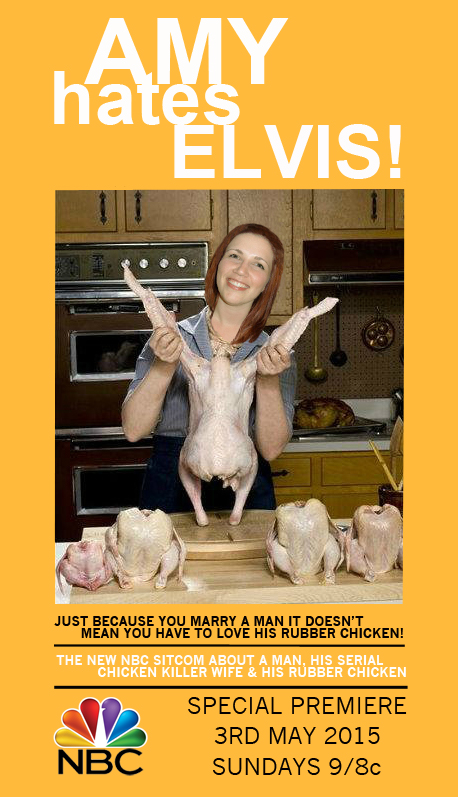 AMY
hates
ELVIS!
JUST BECAUSE YOU MARRY A MAN IT DOESN'T
MEAN YOU HAVE TO LOVE HIS RUBBER CHICKEN!
THE NEW NBC SITCOM ABOUT A MAN, HIS SERIAL
CHICKEN KILLER WIFE & HIS RUBBER CHICKEN
SPECIAL PREMIERE
3RD MAY 2015
SUNDAYS 9/8c
NBC